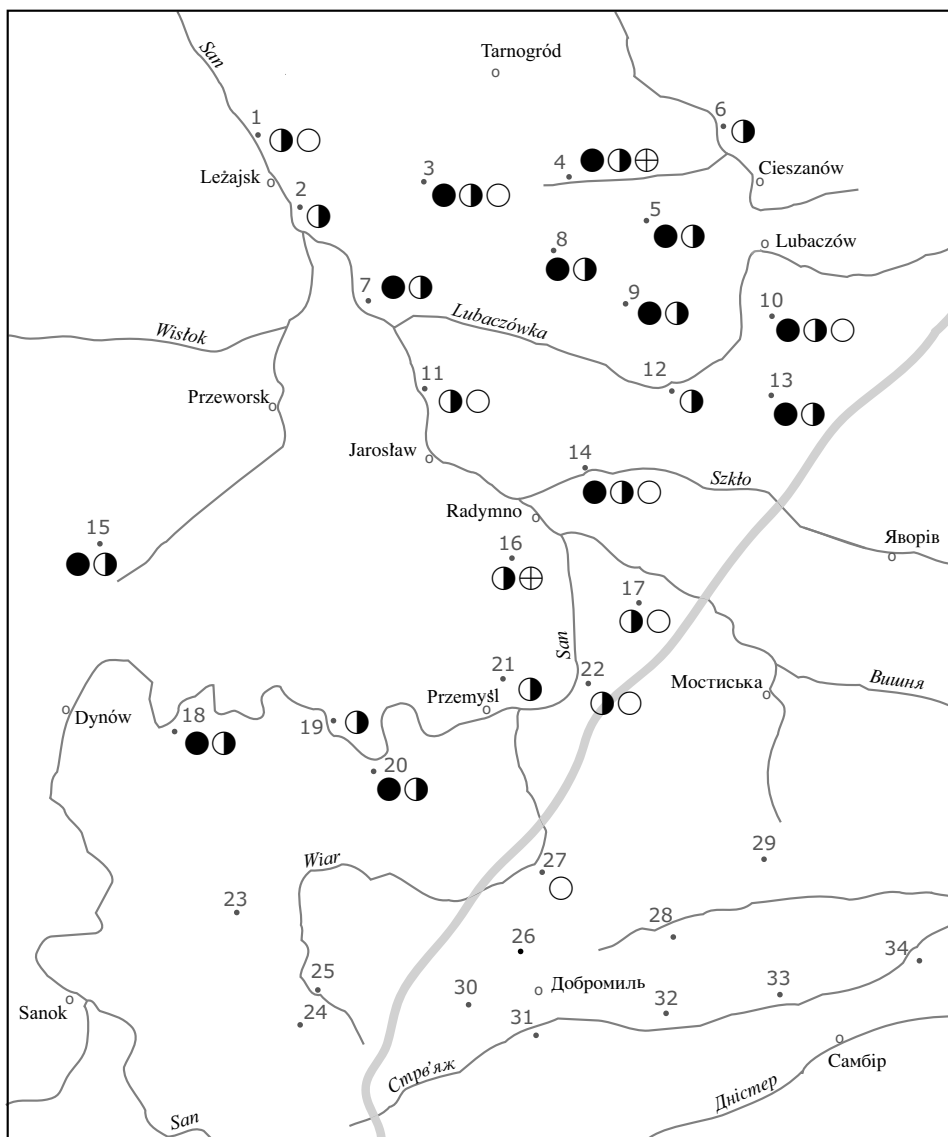 San
Tarnogród
1
6
Leżajsk
2
3
4
Cieszanów
5
Lubaczów
8
7
9
10
Wisłok
Lubaczówka
Przeworsk
11
12
13
Jarosław
14
Szkło
Radymno
15
16
Яворів
17
San
21
22
Мостиська
Вишня
Dynów
18
19
Przemyśl
20
29
Wiar
27
23
28
26
34
25
30
Добромиль
33
Sanok
24
31
32
Самбір
Стрв'яж
Дністер
San